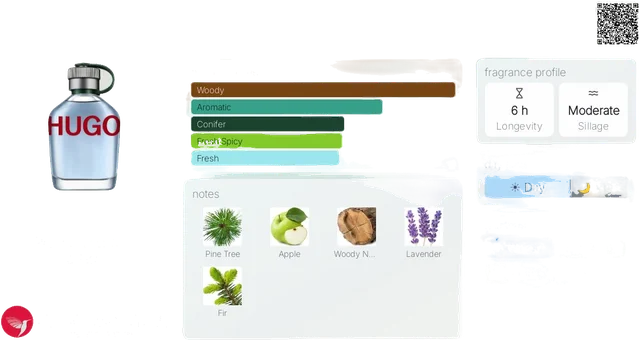 HUGO
Woody
Aromatic
Conifer
Fresh Spicy
Fresh
fragrance profile
6 h
Longevity
Moderate
Sillage
Day
notes
Pine Tree
Apple
Woody N...
Lavender
Fir